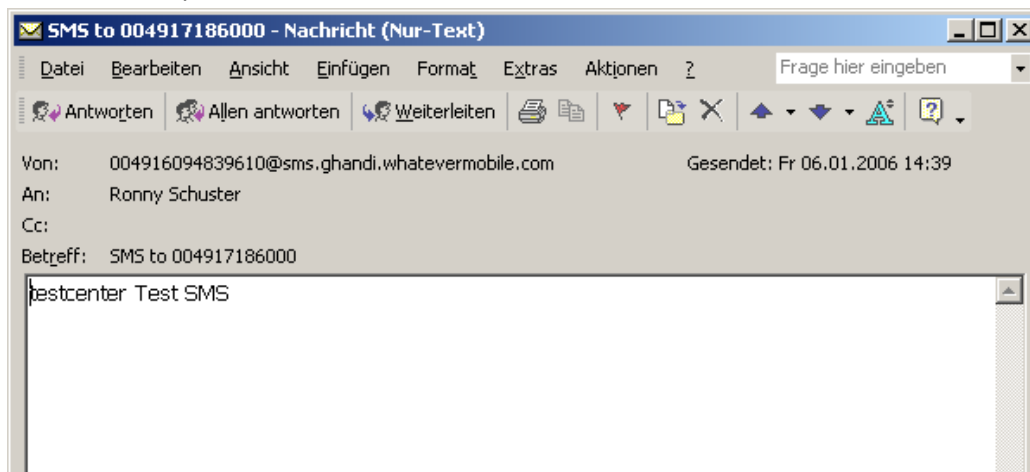 SMS to 004917186000 - Nachricht (Nur-Text)
Datei Bearbeiten Ansicht Einfügen Format Extras Aktionen ? Frage hier eingeben
Antworten Allen antworten Weiterleiten
Von: 004916094839610@sms.ghandi.whatevermobile.com Gesendet: Fr 06.01.2006 14:39
An: Ronny Schuster
Cc:
Betreff: SMS to 004917186000
testcenter Test SMS